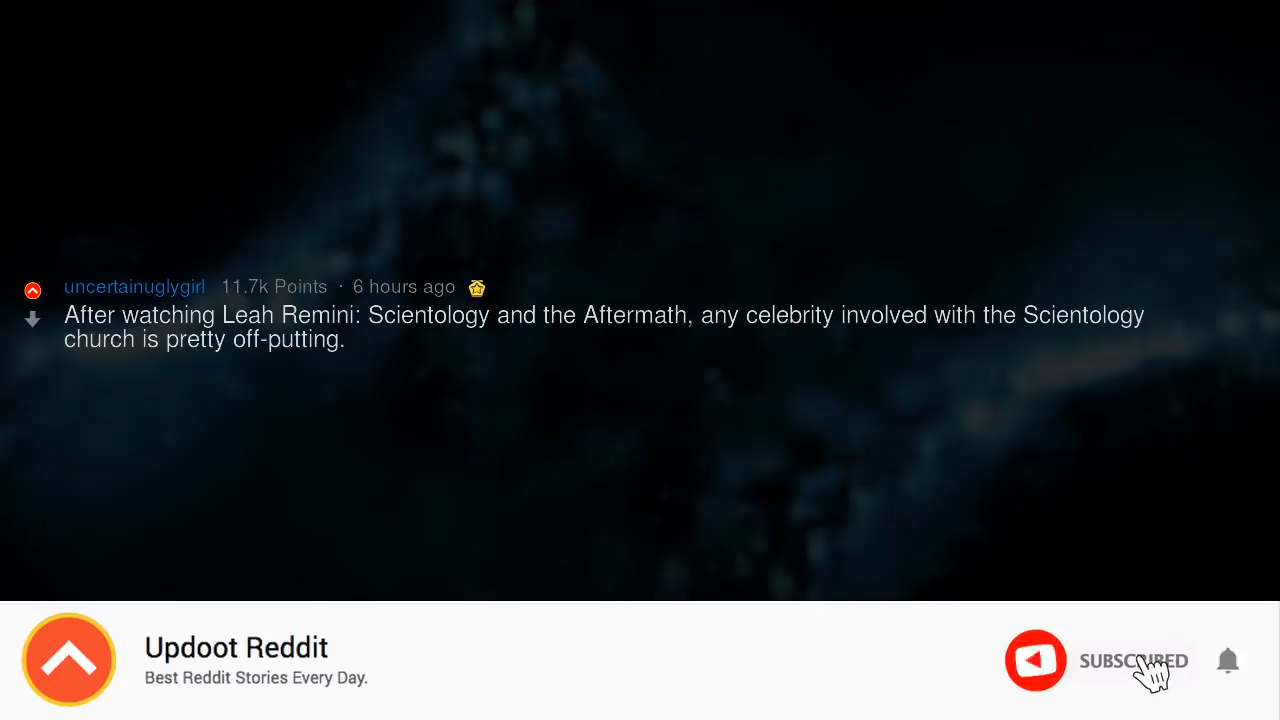 uncertainuglygirl 11.7k Points · 6 hours ago
After watching Leah Remini: Scientology and the Aftermath, any celebrity involved with the Scientology
church is pretty off-putting.
Updoot Reddit
Best Reddit Stories Every Day.
SUBSCRIBED